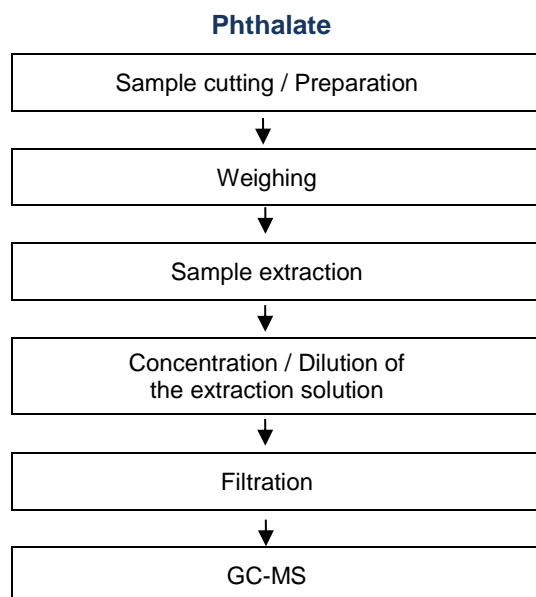 Phthalate
Sample cutting / Preparation
Weighing
Sample extraction
Concentration / Dilution of
the extraction solution
Filtration
GC-MS